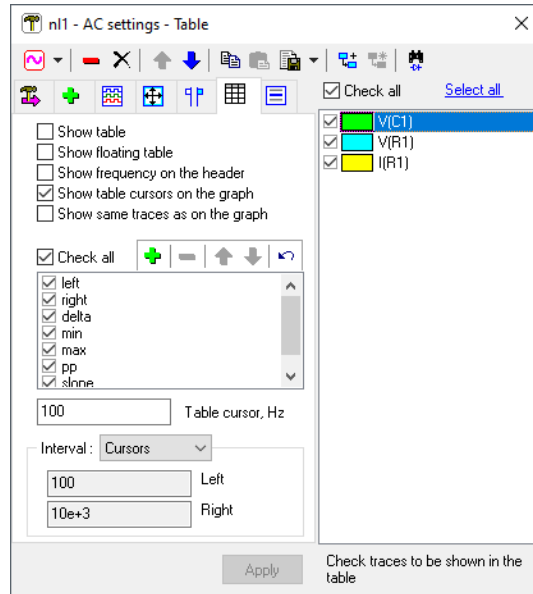 nl1 - AC settings - Table
Show table
Show floating table
Show frequency on the header
Show table cursors on the graph
Show same traces as on the graph
Check all
left
right
delta
min
max
pp
slope
100
Table cursor, Hz
Interval : Cursors
100
Left
10e+3
Right
Apply
Check all
Select all
V(C1)
V(R1)
I(R1)
Check traces to be shown in the
table